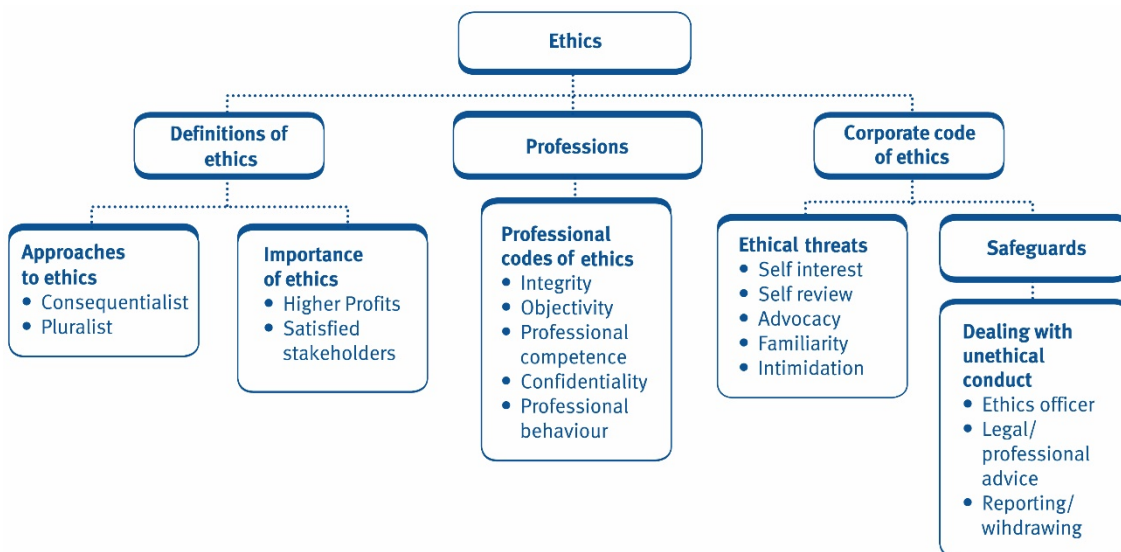 Ethics
Definitions of
ethics
Professions
Corporate code
of ethics
Approaches
to ethics
• Consequentialist
• Pluralist
Importance
of ethics
• Higher Profits
• Satisfied
stakeholders
Professional
codes of ethics
• Integrity
• Objectivity
• Professional
competence
• Confidentiality
• Professional
behaviour
Ethical threats
• Self interest
• Self review
• Advocacy
• Familiarity
• Intimidation
Safeguards
Dealing with
unethical
conduct
• Ethics officer
• Legal/
professional
advice
• Reporting/
wihdrawing